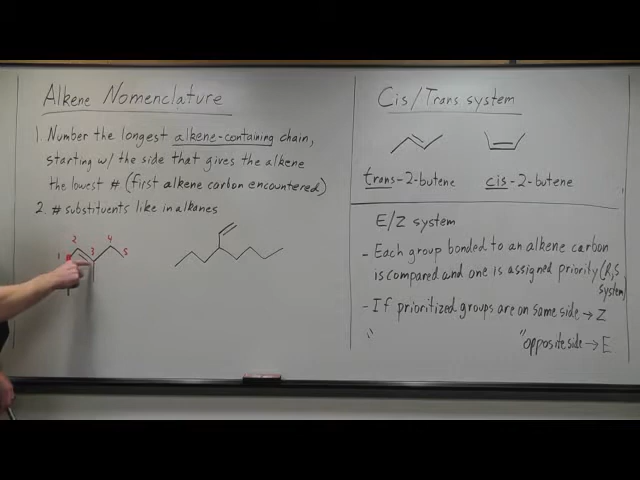 Alkene Nomenclature
1. Number the longest alkene-containing chain,
starting w/ the side that gives the alkene
the lowest # (first alkene carbon encountered)
2. # substituents like in alkanes
1 2 3 4 5
Cis/Trans system
trans-2-butene cis-2-butene
E/Z system
- Each group bonded to an alkene carbon
is compared and one is assigned priority (R,S
system)
- If prioritized groups are on same side → Z
" " opposite side → E